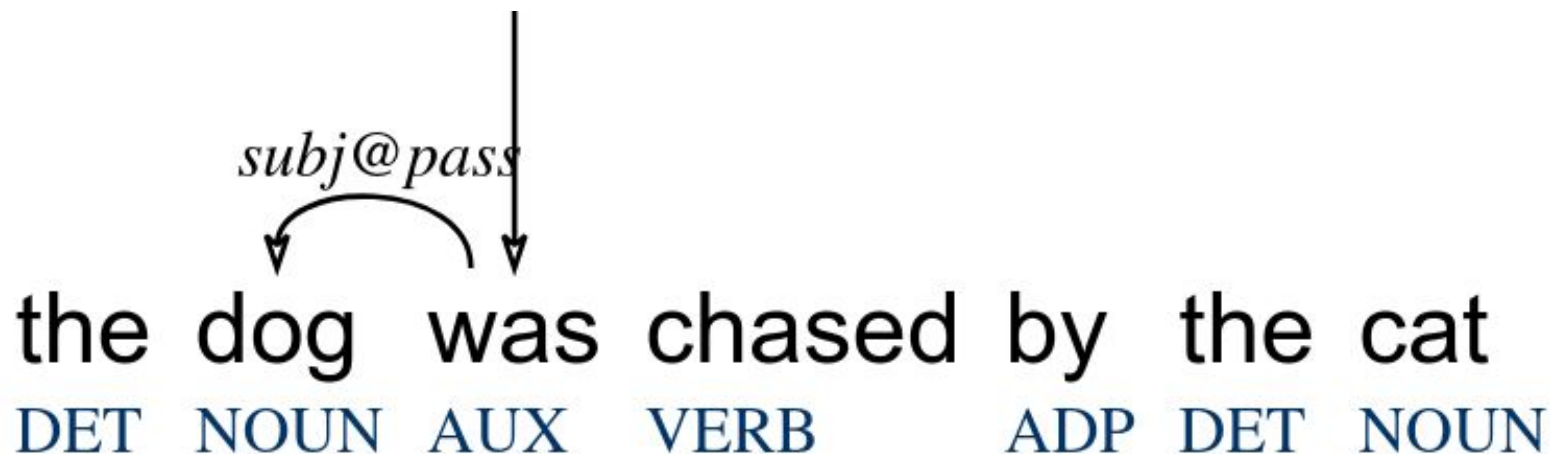 subj@pass
the dog was chased by the cat
DET NOUN AUX VERB ADP DET NOUN